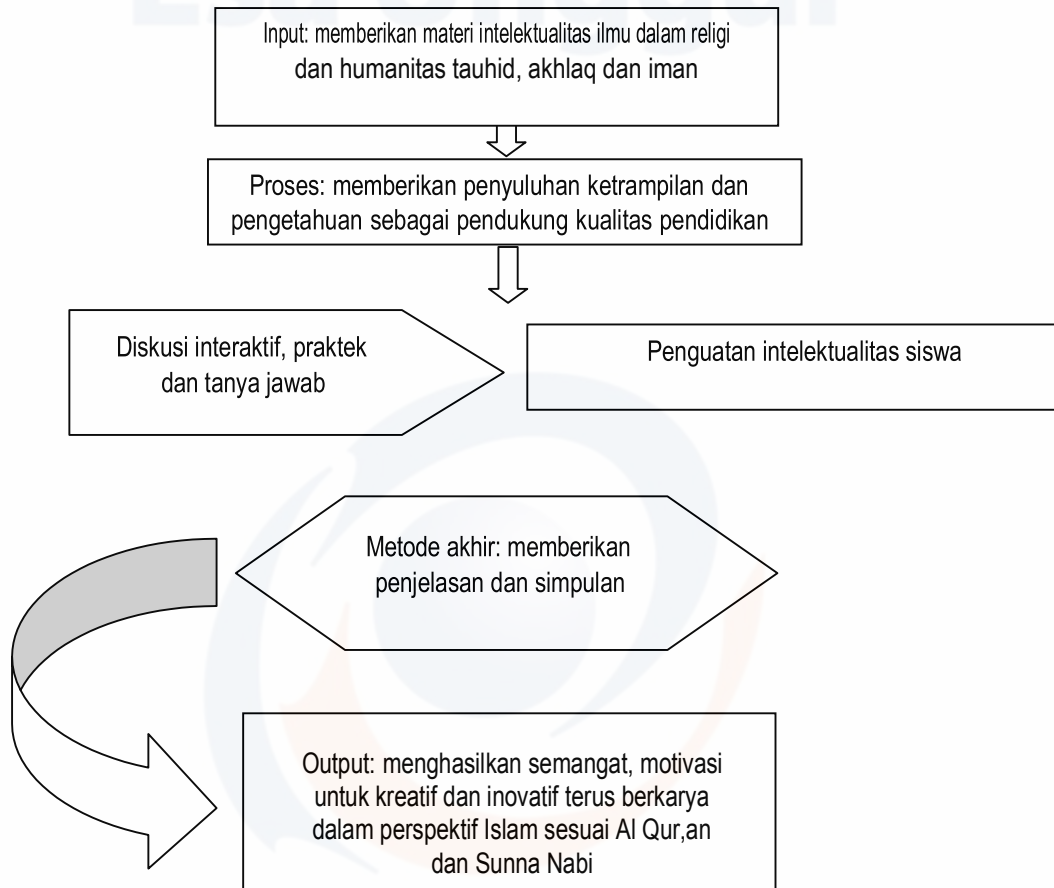 Esa Unggul
Input: memberikan materi intelektualitas ilmu dalam religi
dan humanitas tauhid, akhlaq dan iman
Proses: memberikan penyuluhan ketrampilan dan
pengetahuan sebagai pendukung kualitas pendidikan
Diskusi interaktif, praktek
dan tanya jawab
Penguatan intelektualitas siswa
Metode akhir: memberikan
penjelasan dan simpulan
Output: menghasilkan semangat, motivasi
untuk kreatif dan inovatif terus berkarya
dalam perspektif Islam sesuai Al Qur,an
dan Sunna Nabi